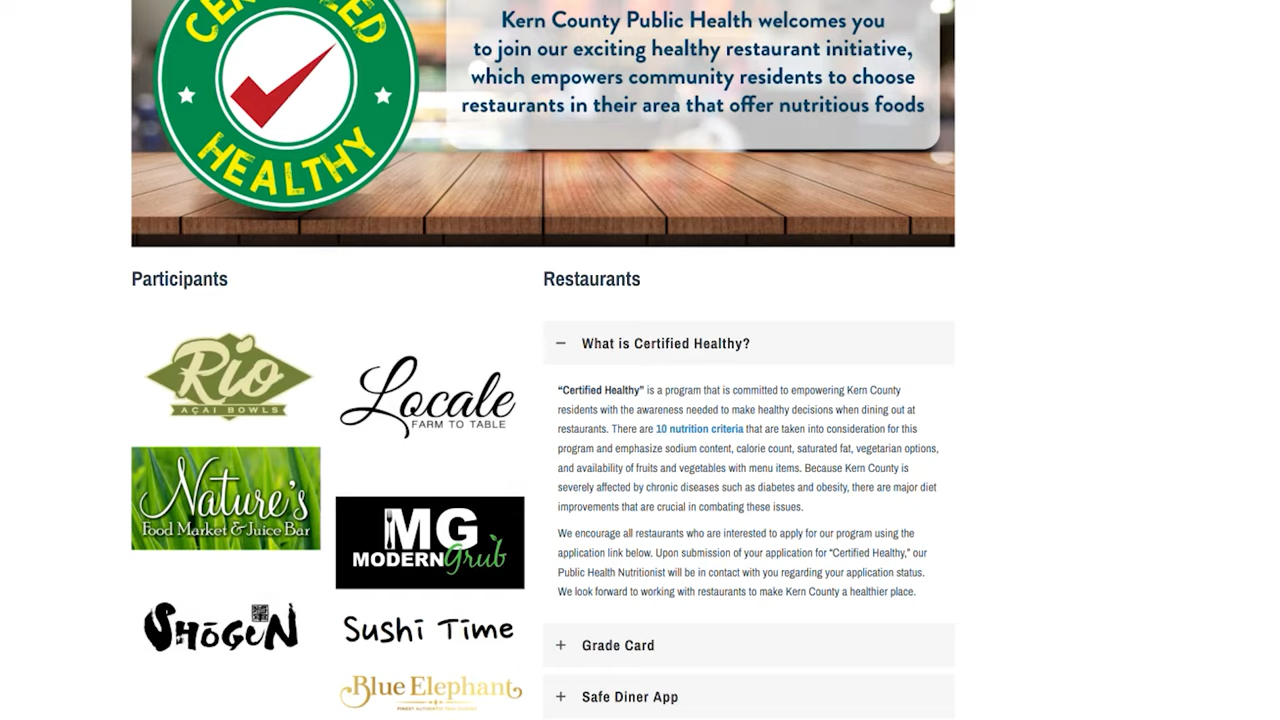 CERTIFIED
HEALTHY
Kern County Public Health welcomes you
to join our exciting healthy restaurant initiative,
which empowers community residents to choose
restaurants in their area that offer nutritious foods
Participants
Rio
AÇAI BOWLS
Locale
FARM TO TABLE
Nature's
Food Market & Juice Bar
MG
MODERN grub
SHōGUN
Sushi Time
Blue Elephant
FINEST AUTHENTIC THAI CUISINE
Restaurants
− What is Certified Healthy?
“Certified Healthy” is a program that is committed to empowering Kern County
residents with the awareness needed to make healthy decisions when dining out at
restaurants. There are 10 nutrition criteria that are taken into consideration for this
program and emphasize sodium content, calorie count, saturated fat, vegetarian options,
and availability of fruits and vegetables with menu items. Because Kern County is
severely affected by chronic diseases such as diabetes and obesity, there are major diet
improvements that are crucial in combating these issues.
We encourage all restaurants who are interested to apply for our program using the
application link below. Upon submission of your application for “Certified Healthy,” our
Public Health Nutritionist will be in contact with you regarding your application status.
We look forward to working with restaurants to make Kern County a healthier place.
+ Grade Card
+ Safe Diner App